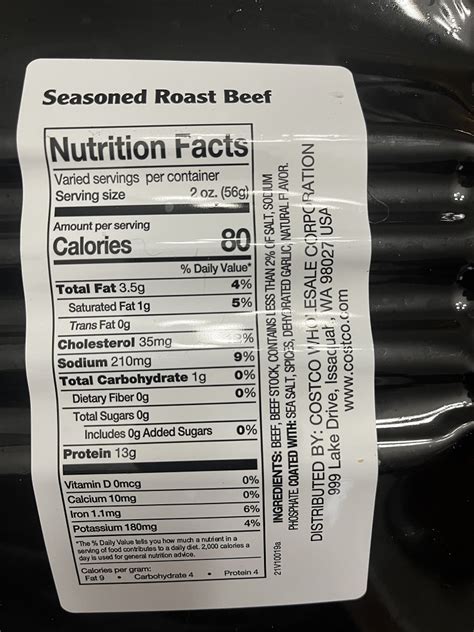 Seasoned Roast Beef
Nutrition Facts
Varied servings per container
Serving size 2 oz. (56g)
Amount per serving
Calories 80
% Daily Value*
Total Fat 3.5g 4%
Saturated Fat 1g 5%
Trans Fat 0g
Cholesterol 35mg
Sodium 210mg 9%
Total Carbohydrate 1g 0%
Dietary Fiber 0g 0%
Total Sugars 0g
Includes 0g Added Sugars 0%
Protein 13g
Vitamin D 0mcg 0%
Calcium 10mg 0%
Iron 1.1mg 6%
Potassium 180mg 4%
*The % Daily Value tells you how much a nutrient in a
serving of food contributes to a daily diet. 2,000 calories a
day is used for general nutrition advice.
Calories per gram:
Fat 9 • Carbohydrate 4 • Protein 4
INGREDIENTS: BEEF, BEEF STOCK, CONTAINS LESS THAN 2% OF SALT, SODIUM
PHOSPHATE. COATED WITH: SEA SALT, SPICES, DEHYDRATED GARLIC, NATURAL FLAVOR.
DISTRIBUTED BY: COSTCO WHOLESALE CORPORATION
999 Lake Drive, Issaquah, WA 98027 USA
www.costco.com
21V10019a